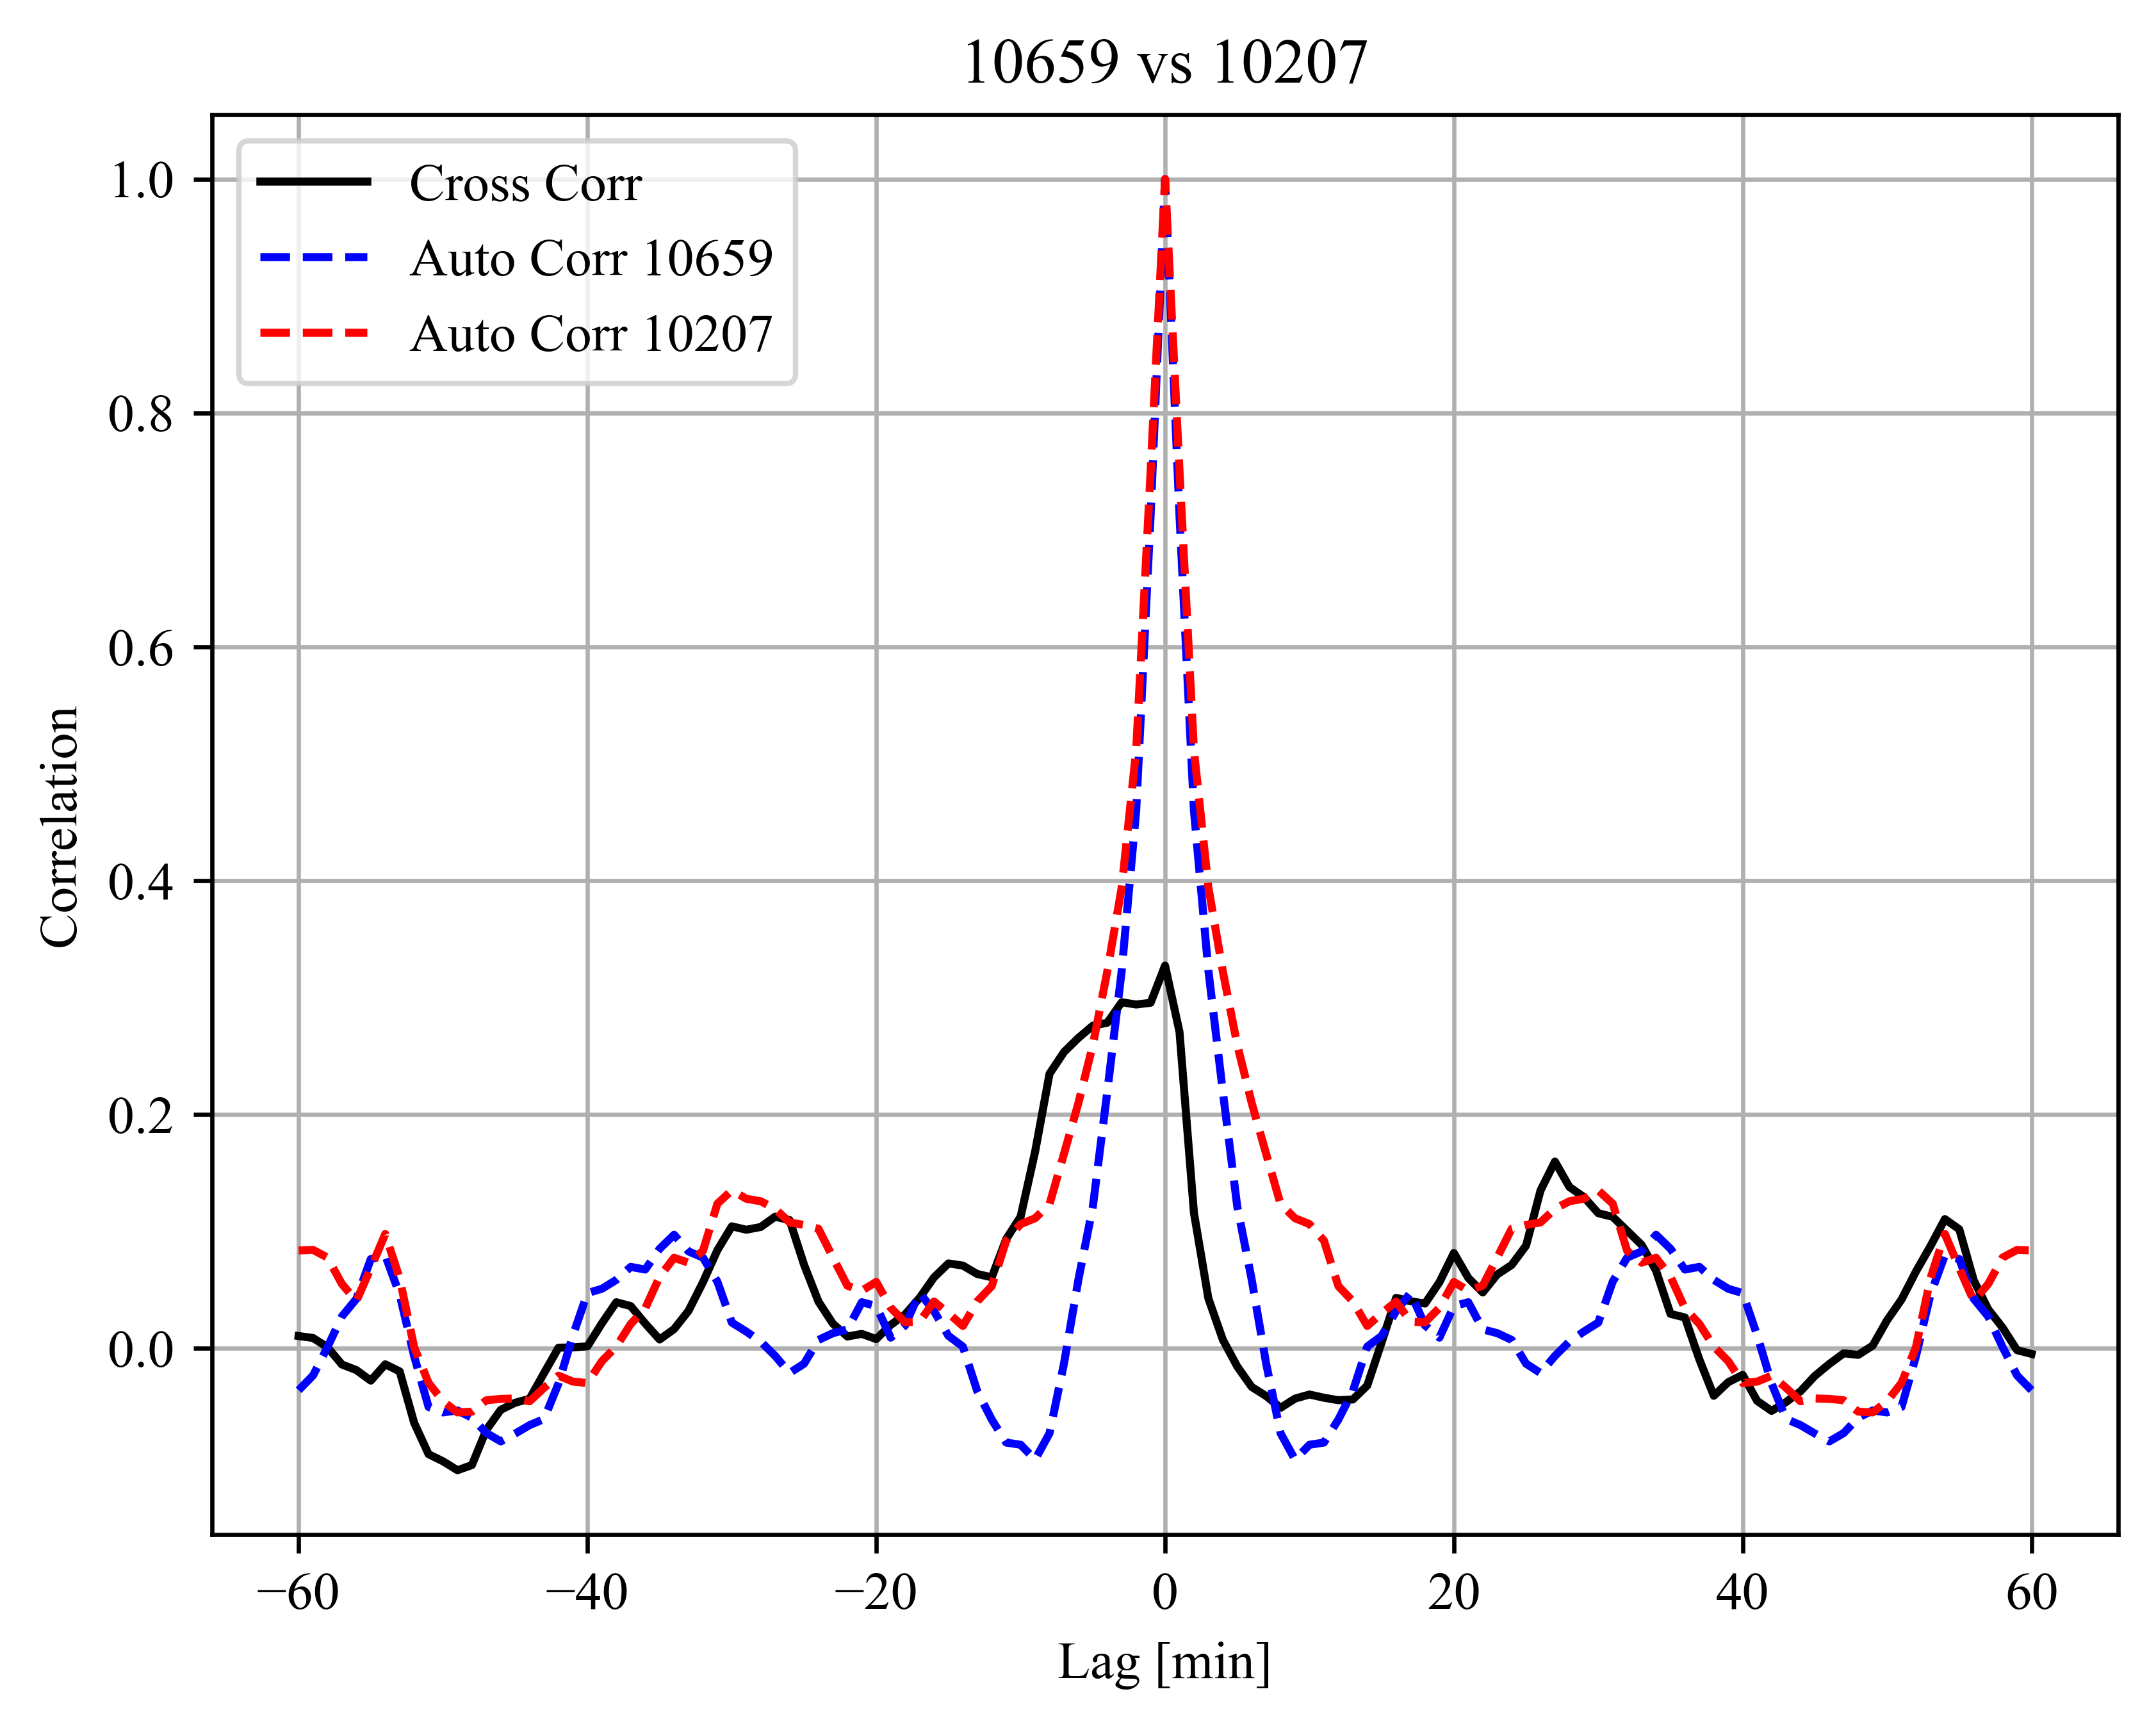 10659 vs 10207
Cross Corr
Auto Corr 10659
Auto Corr 10207
1.0
0.8
0.6
0.4
0.2
0.0
Correlation
−60 −40 −20 0 20 40 60
Lag [min]